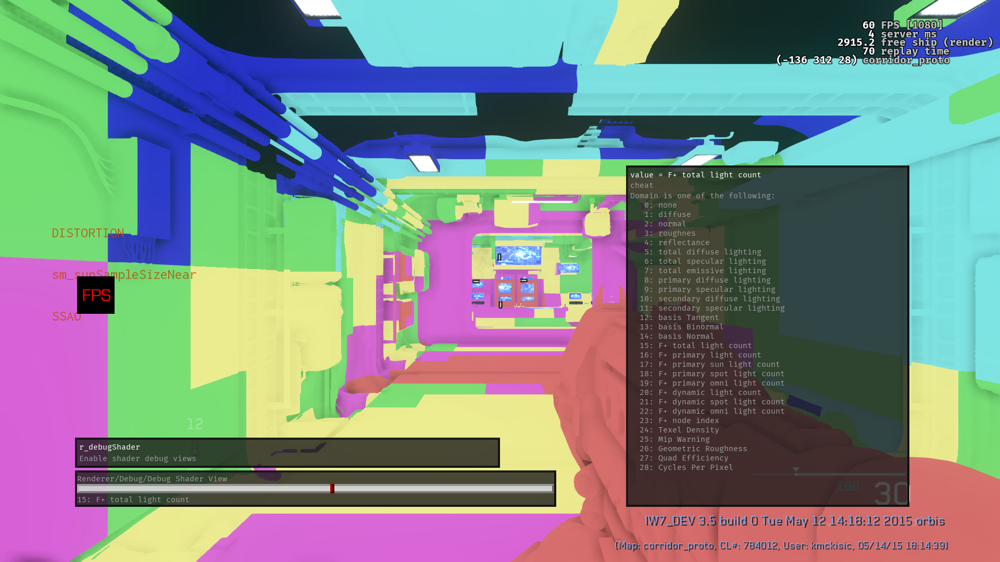 60 FPS [1080]
4 server ms
2915.2 free ship (render)
70 replay time
(-136 312 28) corridor_proto
value = F+ total light count
cheat
Domain is one of the following:
0: none
1: diffuse
2: normal
3: roughnes
4: reflectance
5: total diffuse lighting
6: total specular lighting
7: total emissive lighting
8: primary diffuse lighting
9: primary specular lighting
10: secondary diffuse lighting
11: secondary specular lighting
12: basis Tangent
13: basis Binormal
14: basis Normal
15: F+ total light count
16: F+ primary light count
17: F+ primary sun light count
18: F+ primary spot light count
19: F+ primary omni light count
20: F+ dynamic light count
21: F+ dynamic spot light count
22: F+ dynamic omni light count
23: F+ node index
24: Texel Density
25: Mip Warning
26: Geometric Roughness
27: Quad Efficiency
28: Cycles Per Pixel
DISTORTION
sm_sunSampleSizeNear
FPS
SSAO
12
r_debugShader
Enable shader debug views
Renderer/Debug/Debug Shader View
15: F+ total light count
180
30
IW7_DEV 3.5 build 0 Tue May 12 14:18:12 2015 orbis
[Map: corridor_proto, CL#: 784012, User: kmckisic, 05/14/15 18:14:39]